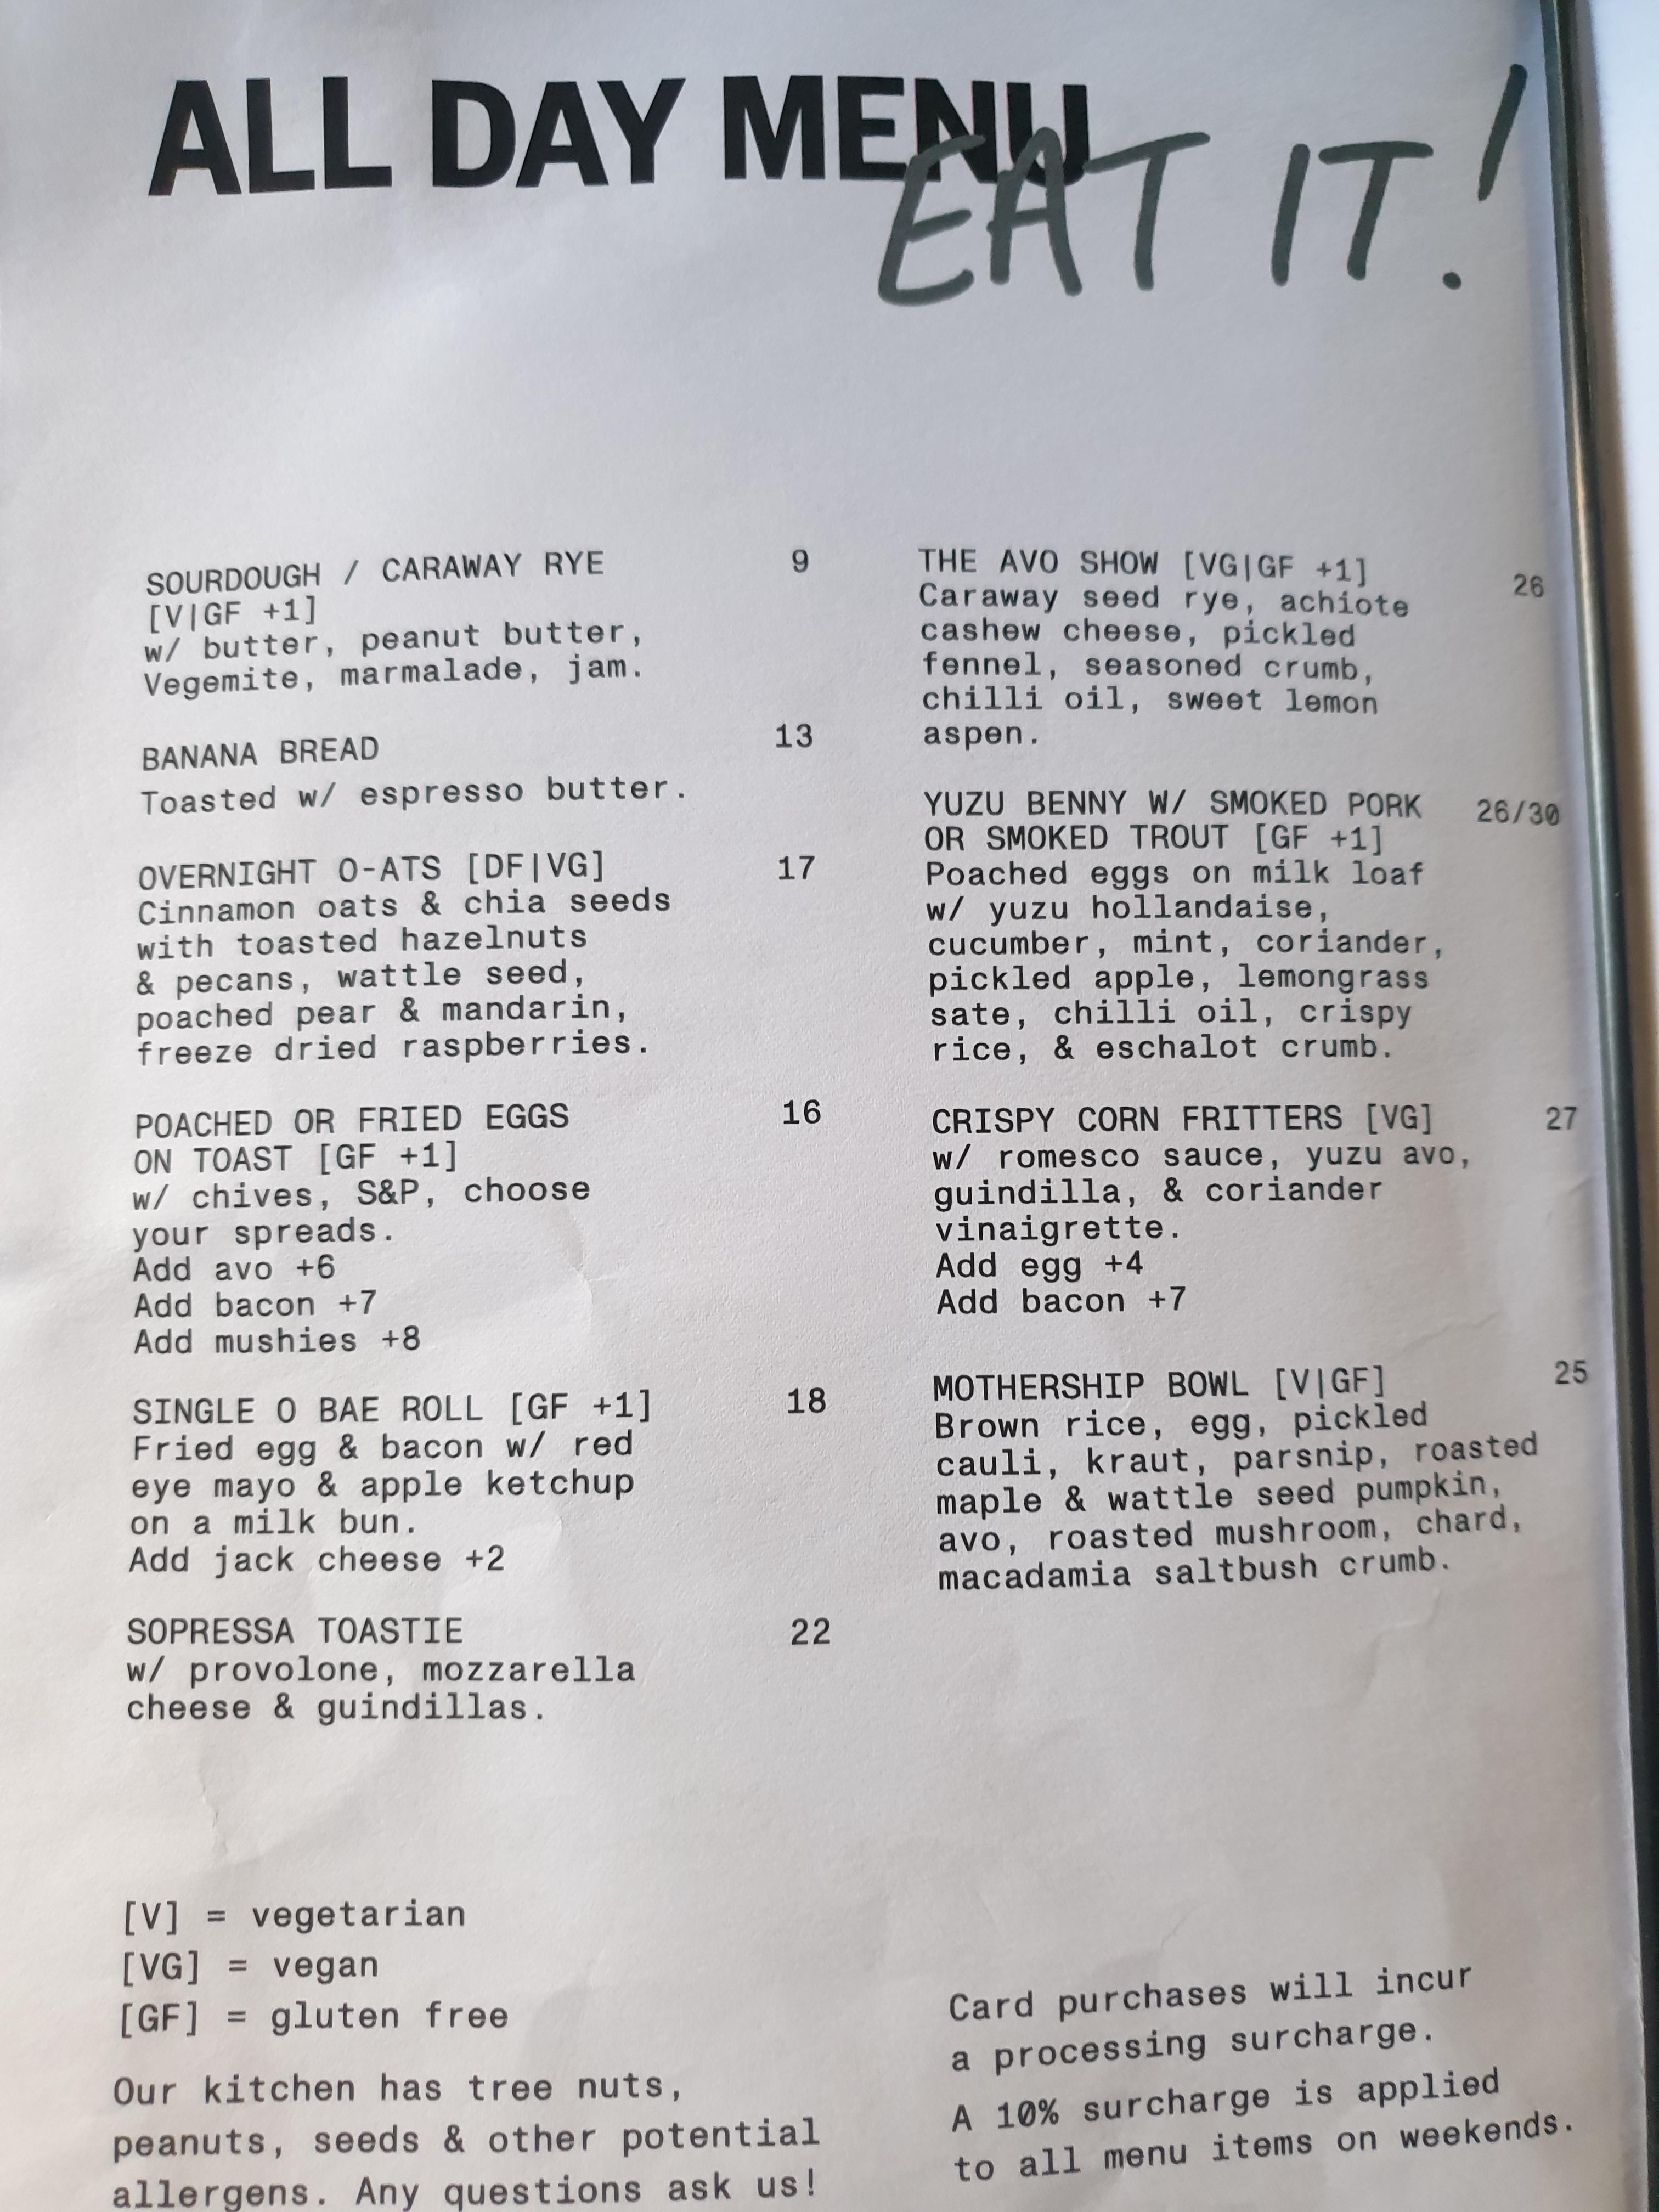 ALL DAY MENU
EAT IT!
SOURDOUGH / CARAWAY RYE 9
[V|GF +1]
w/ butter, peanut butter,
Vegemite, marmalade, jam.
BANANA BREAD 13
Toasted w/ espresso butter.
OVERNIGHT O-ATS [DF|VG] 17
Cinnamon oats & chia seeds
with toasted hazelnuts
& pecans, wattle seed,
poached pear & mandarin,
freeze dried raspberries.
POACHED OR FRIED EGGS 16
ON TOAST [GF +1]
w/ chives, S&P, choose
your spreads.
Add avo +6
Add bacon +7
Add mushies +8
SINGLE O BAE ROLL [GF +1] 18
Fried egg & bacon w/ red
eye mayo & apple ketchup
on a milk bun.
Add jack cheese +2
SOPRESSA TOASTIE 22
w/ provolone, mozzarella
cheese & guindillas.
THE AVO SHOW [VG|GF +1] 26
Caraway seed rye, achiote
cashew cheese, pickled
fennel, seasoned crumb,
chilli oil, sweet lemon
aspen.
YUZU BENNY W/ SMOKED PORK 26/30
OR SMOKED TROUT [GF +1]
Poached eggs on milk loaf
w/ yuzu hollandaise,
cucumber, mint, coriander,
pickled apple, lemongrass
sate, chilli oil, crispy
rice, & eschalot crumb.
CRISPY CORN FRITTERS [VG] 27
w/ romesco sauce, yuzu avo,
guindilla, & coriander
vinaigrette.
Add egg +4
Add bacon +7
MOTHERSHIP BOWL [V|GF] 25
Brown rice, egg, pickled
cauli, kraut, parsnip, roasted
maple & wattle seed pumpkin,
avo, roasted mushroom, chard,
macadamia saltbush crumb.
[V] = vegetarian
[VG] = vegan
[GF] = gluten free
Our kitchen has tree nuts,
peanuts, seeds & other potential
allergens. Any questions ask us!
Card purchases will incur
a processing surcharge.
A 10% surcharge is applied
to all menu items on weekends.